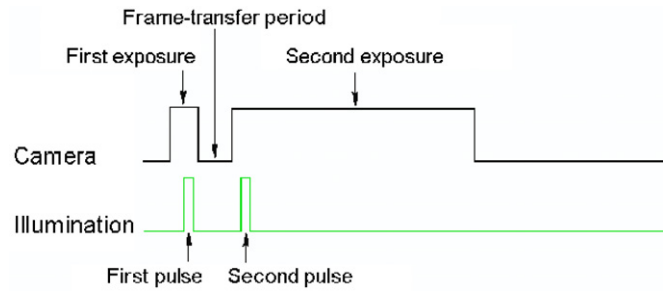 Frame-transfer period
First exposure
Second exposure
Camera
Illumination
First pulse
Second pulse